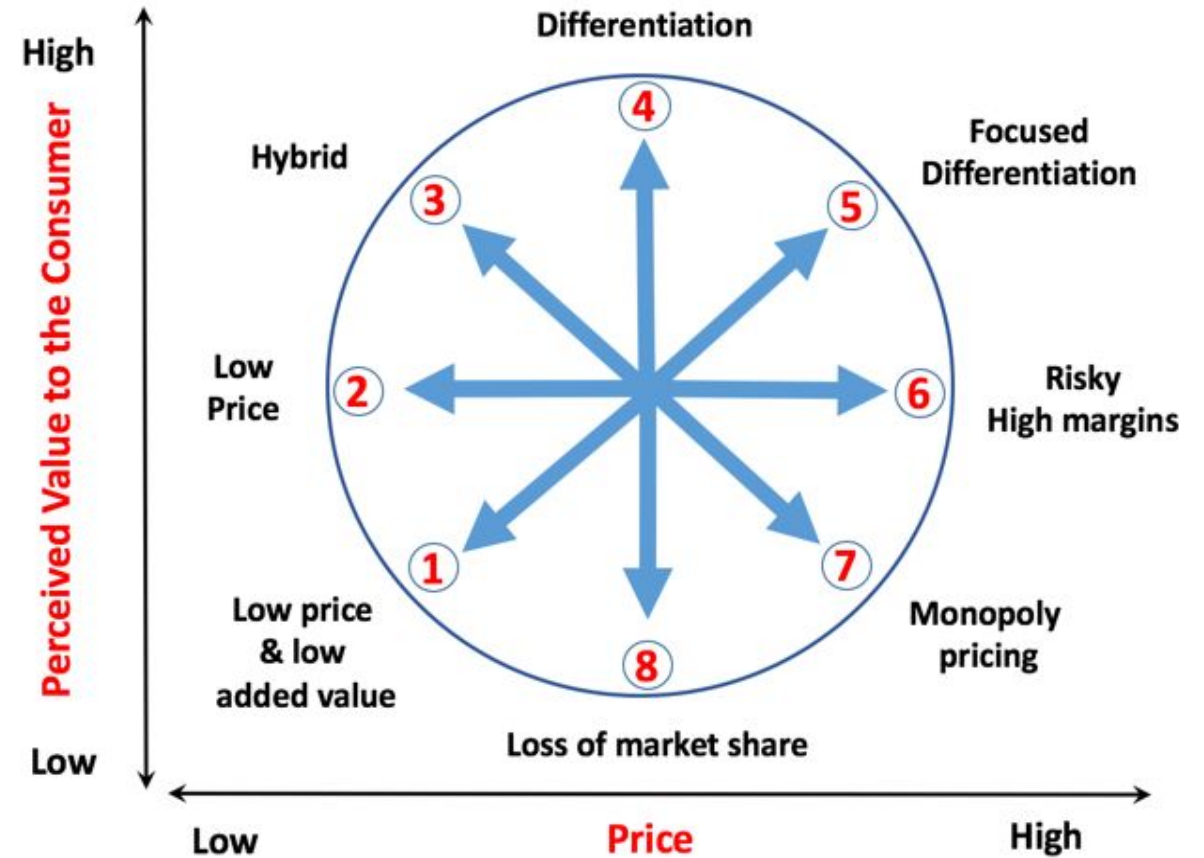 Differentiation
High
4
Focused
Differentiation
Hybrid
3
5
Perceived Value to the Consumer
Low
Price
2
6
Risky
High margins
1
7
Low price
& low
added value
Monopoly
pricing
8
Loss of market share
Low
Low
Price
High